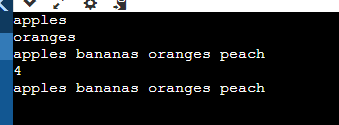 apples
oranges
apples bananas oranges peach
4
apples bananas oranges peach